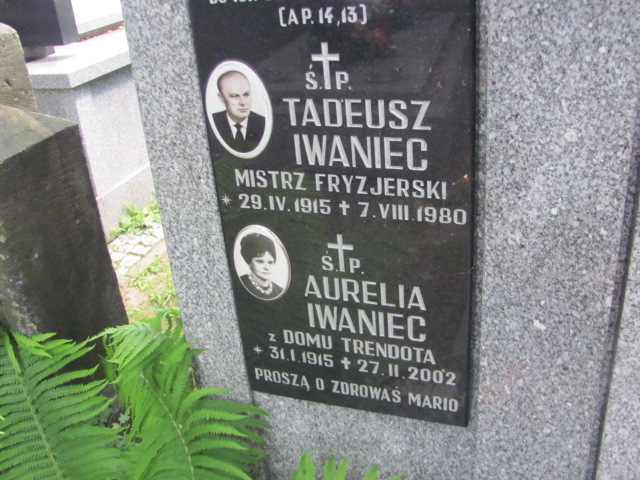 (AP. 14,13)
Ś.†P.
TADEUSZ
IWANIEC
MISTRZ FRYZJERSKI
* 29.IV.1915 + 7.VIII.1980
Ś.†P.
AURELIA
IWANIEC
z DOMU TRENDOTA
* 31.I.1915 + 27.II.2002
PROSZĄ O ZDROWAŚ MARIO